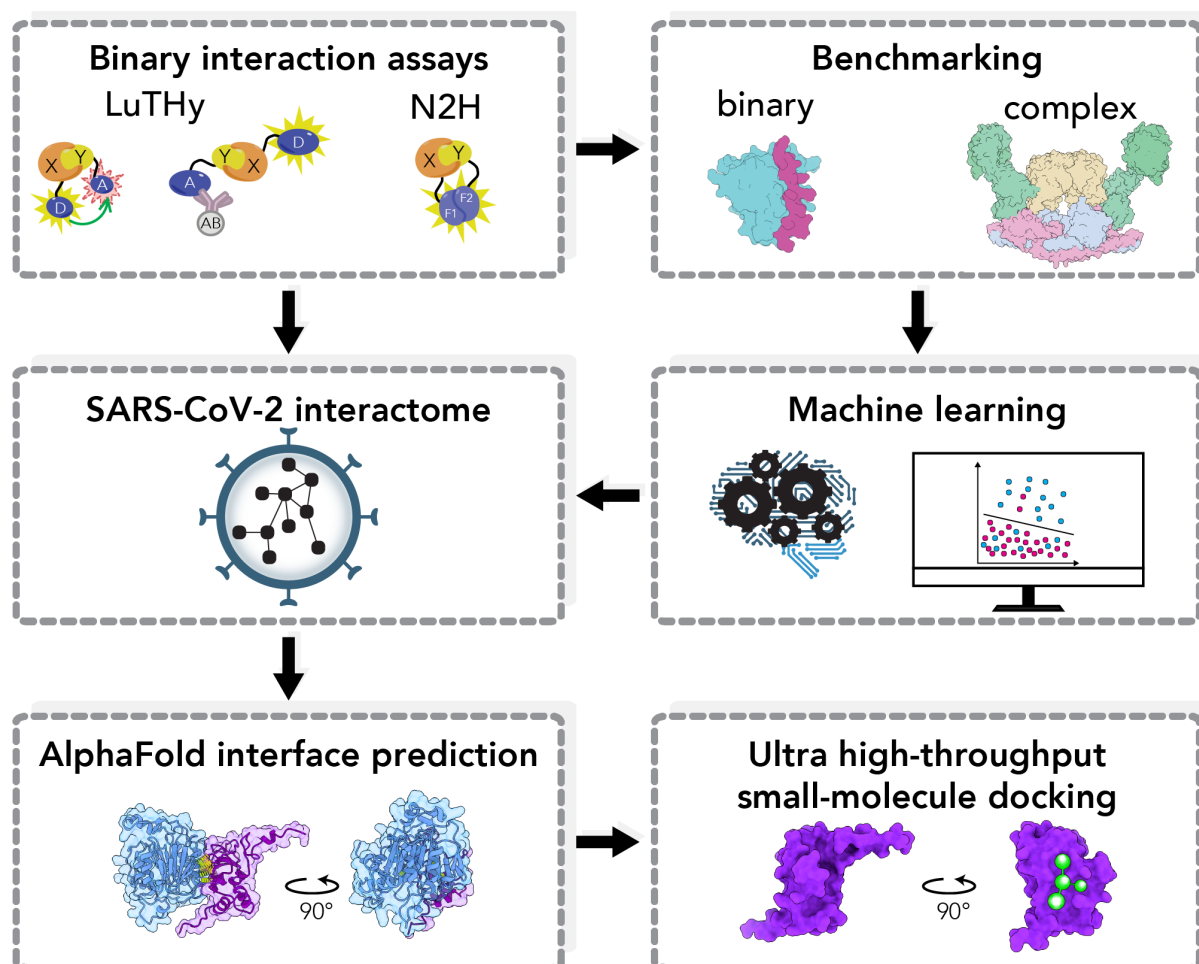 Binary interaction assays
LuTHy
N2H
X
Y
D
A
Y
X
D
A
AB
X
Y
F1
F2
Benchmarking
binary
complex
SARS-CoV-2 interactome
Machine learning
AlphaFold interface prediction
90°
Ultra high-throughput
small-molecule docking
90°